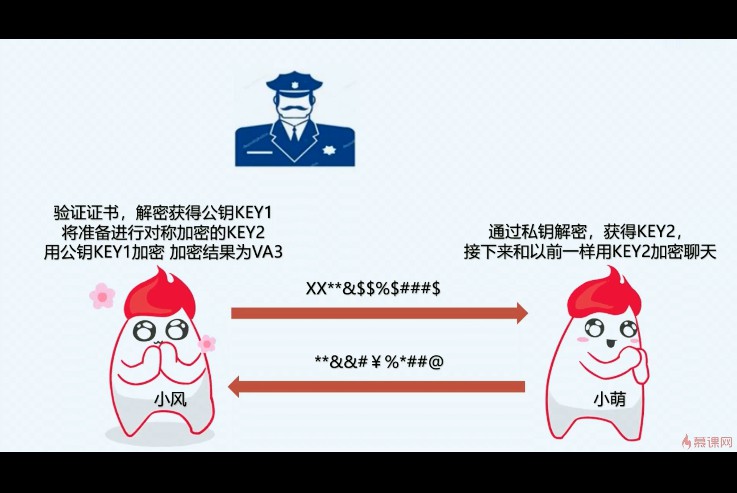 验证证书，解密获得公钥KEY1
将准备进行对称加密的KEY2
用公钥KEY1加密 加密结果为VA3
通过私钥解密，获得KEY2，
接下来和以前一样用KEY2加密聊天
XX**&$$%$###$
**&&#￥%*##@
小风
小萌
慕课网